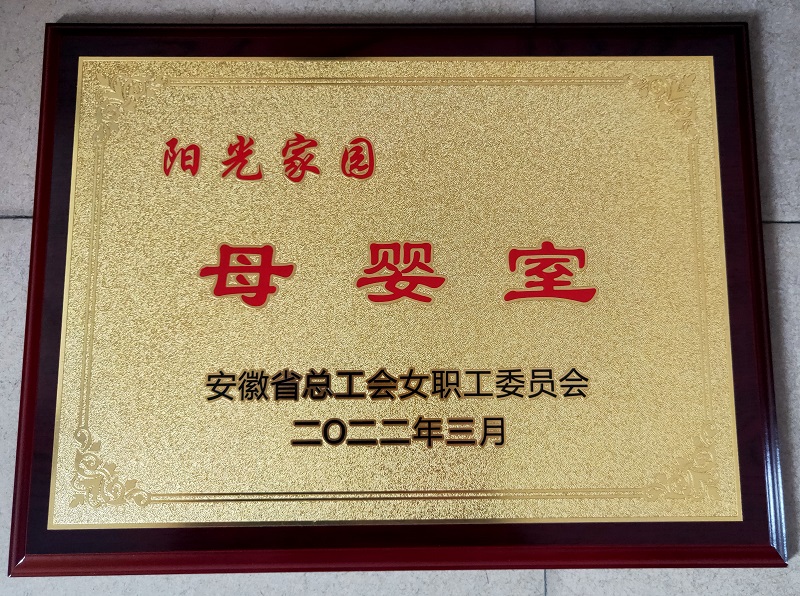 阳光家园
母婴室
安徽省总工会女职工委员会
二〇二二年三月